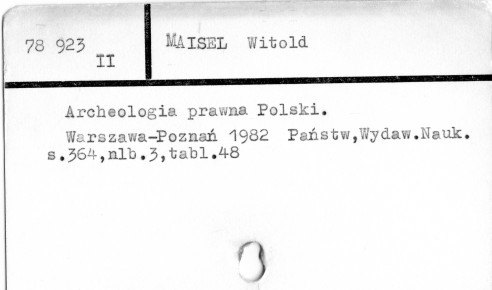 78 923
II
MAISEL Witold
Archeologia prawna Polski.
Warszawa-Poznań 1982 Państw,Wydaw.Nauk.
s.364,nlb.3,tabl.48